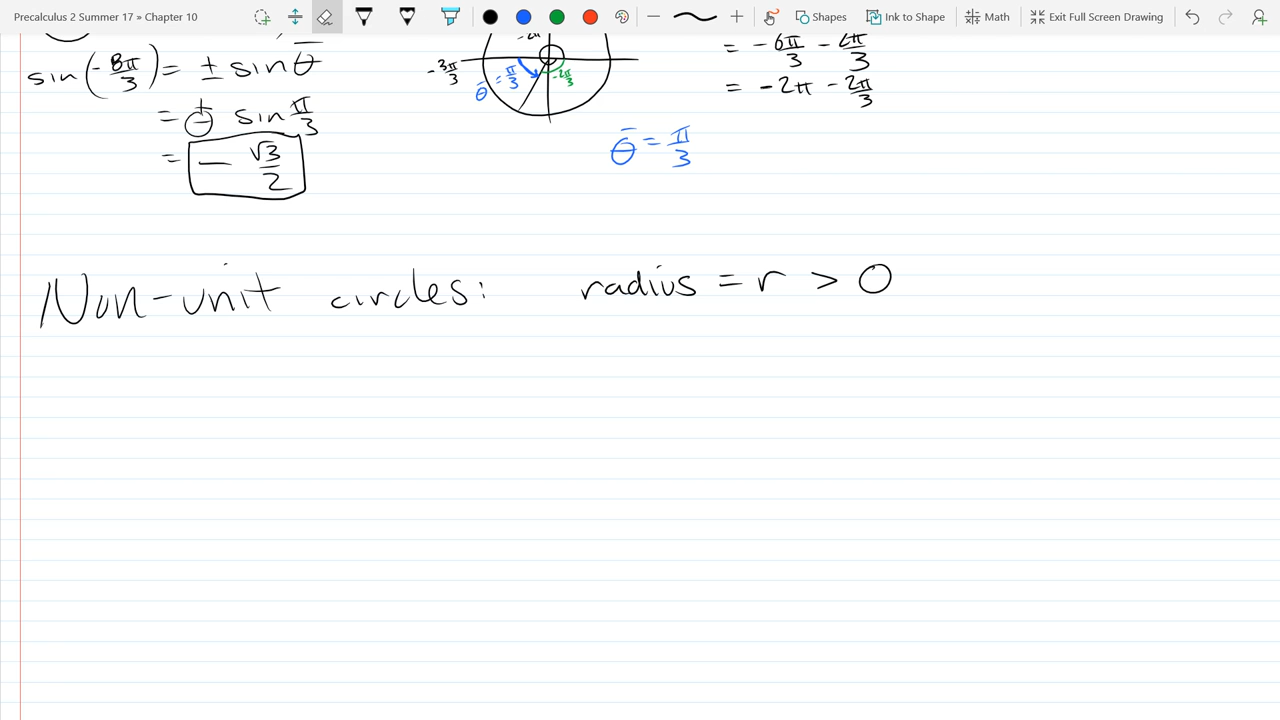 Precalculus 2 Summer 17 » Chapter 10
Shapes
Ink to Shape
Math
Exit Full Screen Drawing
sin(-8π/3) = ± sin θ̄
= ± sin π/3
= - √3/2
-3π/3
θ̄ = π/3
-2π/3
θ̄ = π/3
= -6π/3 - 2π/3
= -2π - 2π/3
Non-unit circles: radius = r > 0